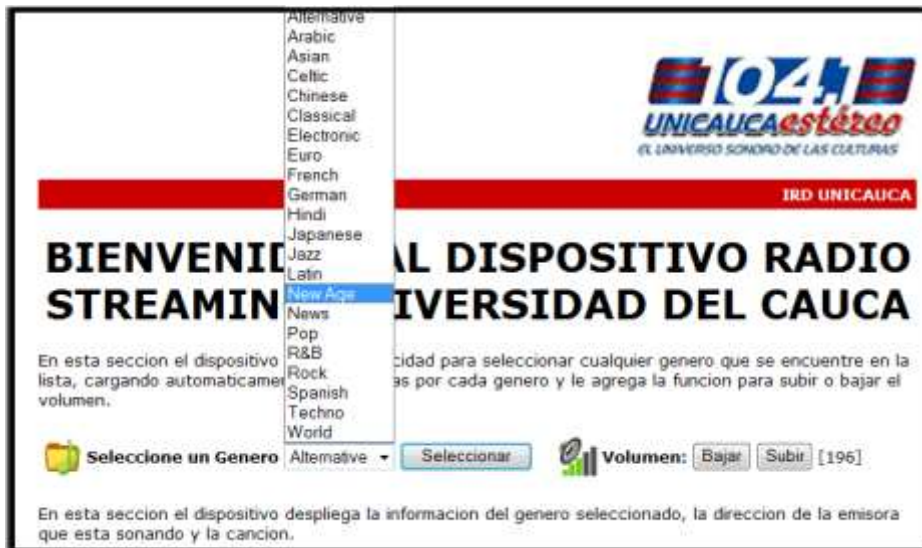 Alternative
Arabic
Asian
Celtic
Chinese
Classical
Electronic
Euro
French
German
Hindi
Japanese
Jazz
Latin
New Age
News
Pop
R&B
Rock
Spanish
Techno
World
104.1
UNICAUCAestéreo
EL UNIVERSO SONORO DE LAS CULTURAS
IRD UNICAUCA
BIENVENID AL DISPOSITIVO RADIO
STREAMIN IVERSIDAD DEL CAUCA
En esta seccion el dispositivo cidad para seleccionar cualquier genero que se encuentre en la
lista, cargando automaticame as por cada genero y le agrega la funcion para subir o bajar el
volumen.
Seleccione un Genero Alternative Seleccionar Volumen: Bajar Subir [196]
En esta seccion el dispositivo despliega la informacion del genero seleccionado, la direccion de la emisora
que esta sonando y la cancion.